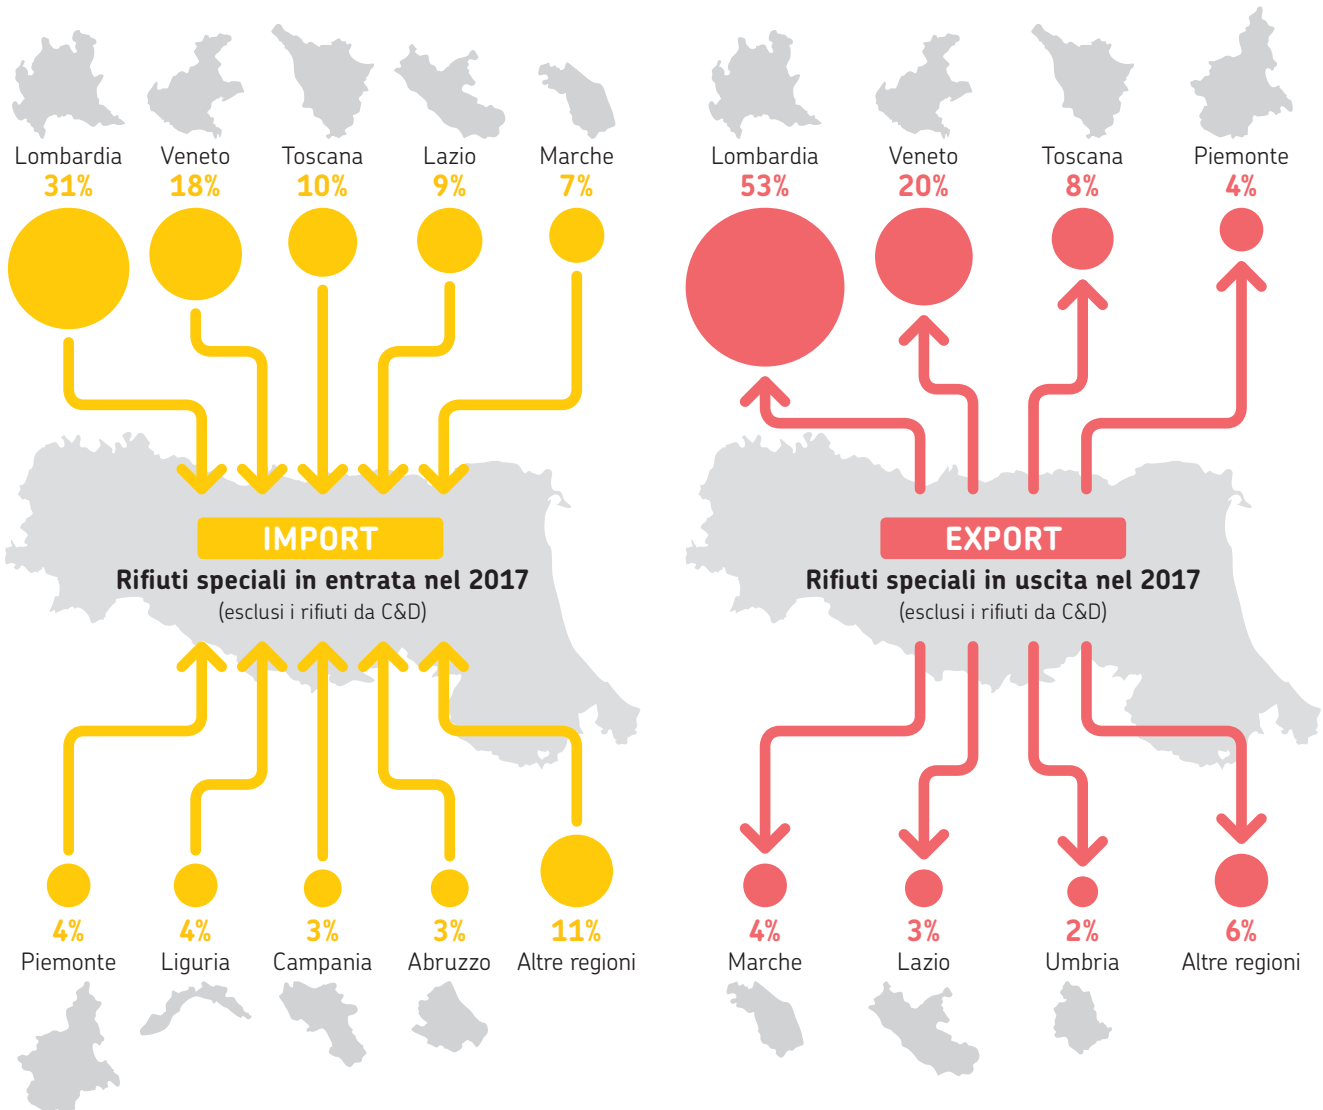 Lombardia
31%
Veneto
18%
Toscana
10%
Lazio
9%
Marche
7%
IMPORT
Rifiuti speciali in entrata nel 2017
(esclusi i rifiuti da C&D)
4%
Piemonte
4%
Liguria
3%
Campania
3%
Abruzzo
11%
Altre regioni
Lombardia
53%
Veneto
20%
Toscana
8%
Piemonte
4%
EXPORT
Rifiuti speciali in uscita nel 2017
(esclusi i rifiuti da C&D)
4%
Marche
3%
Lazio
2%
Umbria
6%
Altre regioni